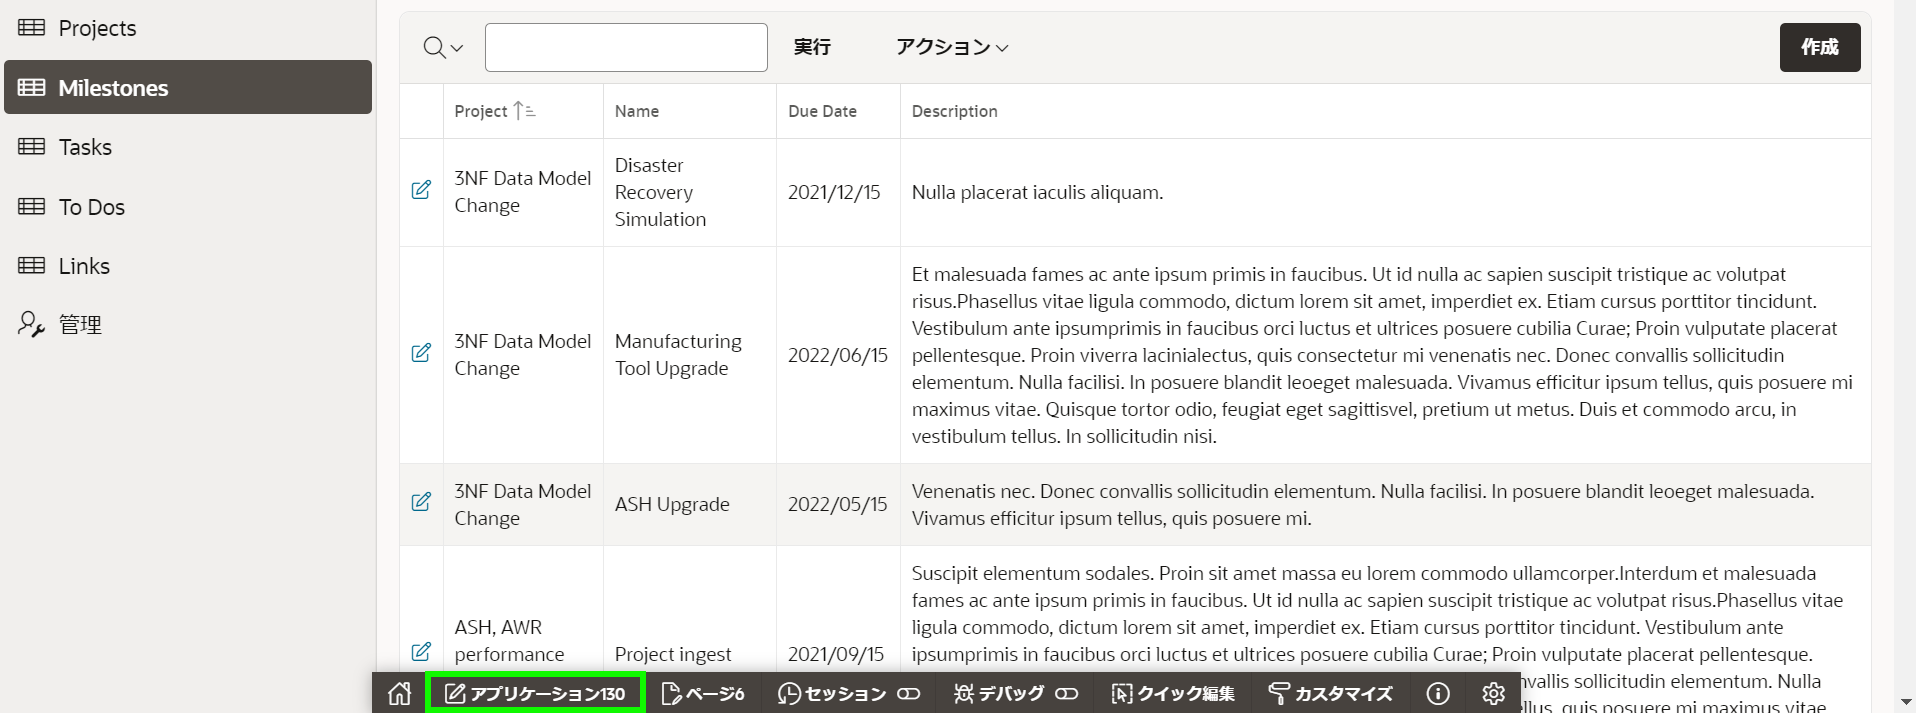 Projects
Milestones
Tasks
To Dos
Links
管理
実行
アクション
作成
Project
Name
Due Date
Description
3NF Data Model
Change
Disaster
Recovery
Simulation
2021/12/15
Nulla placerat iaculis aliquam.
3NF Data Model
Change
Manufacturing
Tool Upgrade
2022/06/15
Et malesuada fames ac ante ipsum primis in faucibus. Ut id nulla ac sapien suscipit tristique ac volutpat
risus.Phasellus vitae ligula commodo, dictum lorem sit amet, imperdiet ex. Etiam cursus porttitor tincidunt.
Vestibulum ante ipsumprimis in faucibus orci luctus et ultrices posuere cubilia Curae; Proin vulputate placerat
pellentesque. Proin viverra lacinialectus, quis consectetur mi venenatis nec. Donec convallis sollicitudin
elementum. Nulla facilisi. In posuere blandit leoeget malesuada. Vivamus efficitur ipsum tellus, quis posuere mi
maximus vitae. Quisque tortor odio, feugiat eget sagittisvel, pretium ut metus. Duis et commodo arcu, in
vestibulum tellus. In sollicitudin nisi.
3NF Data Model
Change
ASH Upgrade
2022/05/15
Venenatis nec. Donec convallis sollicitudin elementum. Nulla facilisi. In posuere blandit leoeget malesuada.
Vivamus efficitur ipsum tellus, quis posuere mi.
ASH, AWR
performance
Project ingest
2021/09/15
Suscipit elementum sodales. Proin sit amet massa eu lorem commodo ullamcorper.Interdum et malesuada
fames ac ante ipsum primis in faucibus. Ut id nulla ac sapien suscipit tristique ac volutpat risus.Phasellus vitae
ligula commodo, dictum lorem sit amet, imperdiet ex. Etiam cursus porttitor tincidunt. Vestibulum ante
ipsumprimis in faucibus orci luctus et ultrices posuere cubilia Curae; Proin vulputate placerat pellentesque.
sollicitudin elementum. Nulla
quis posuere mi maximus vitae
アプリケーション130
ページ6
セッション
デバッグ
クイック編集
カスタマイズ